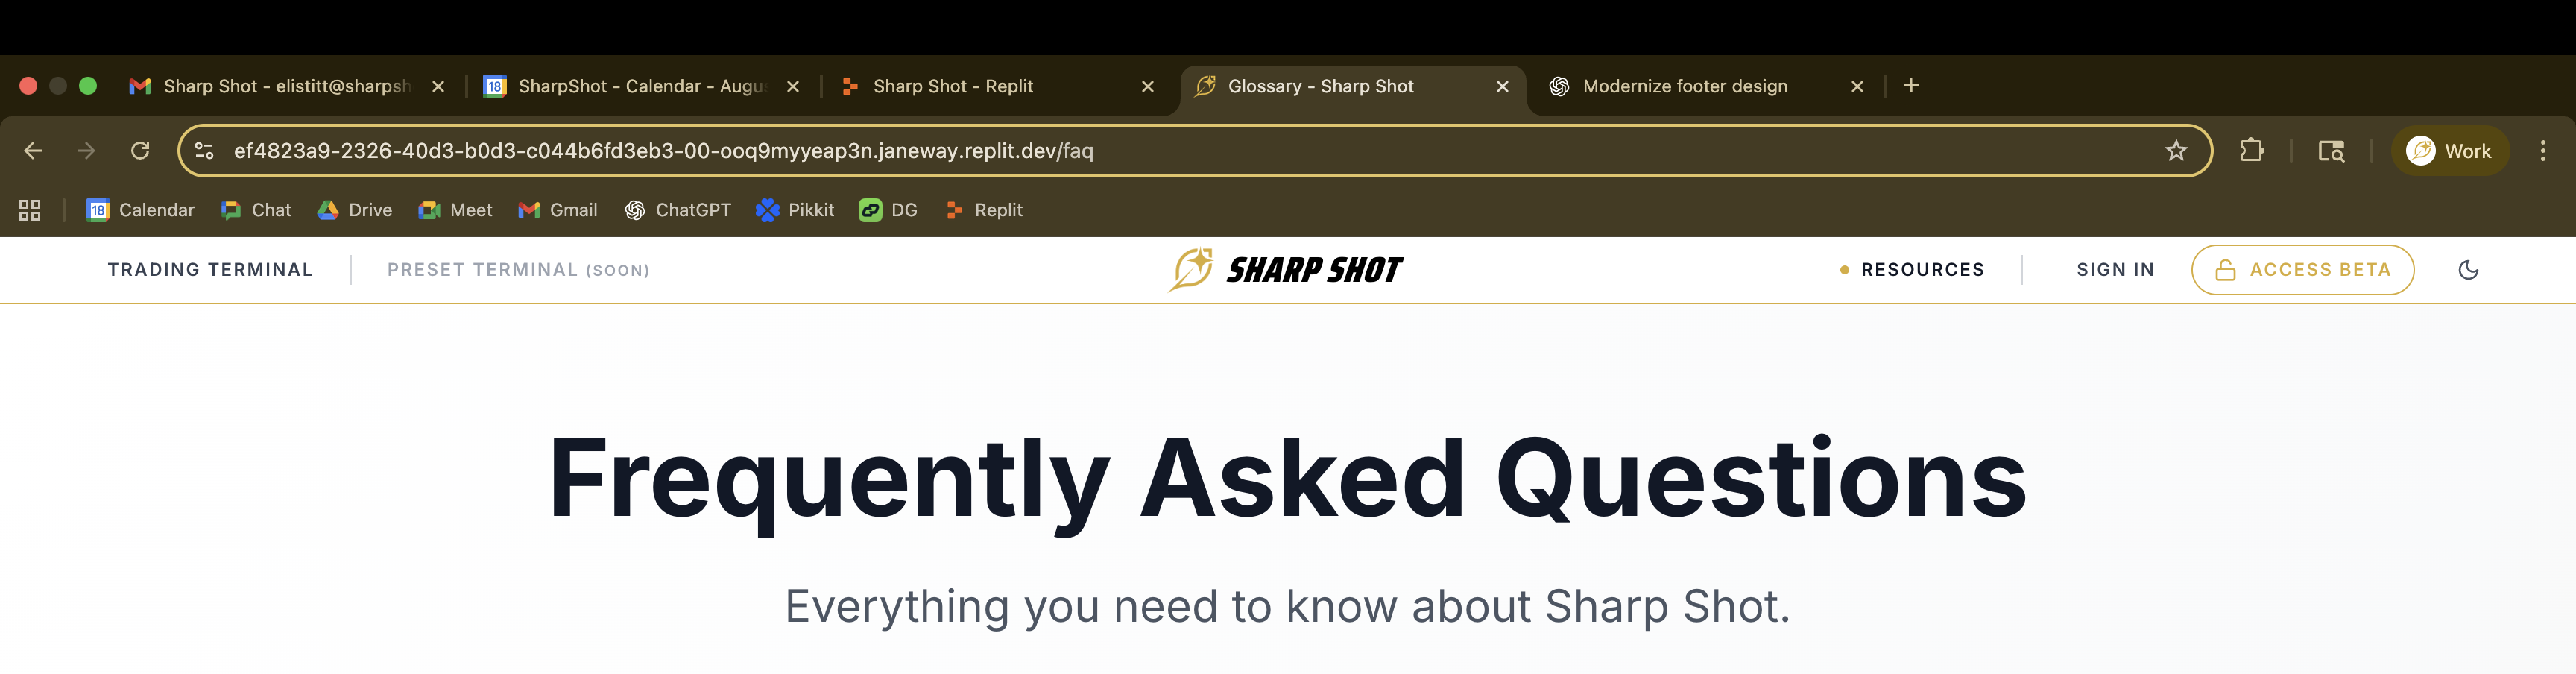 Sharp Shot - elistitt@sharpsh
SharpShot - Calendar - Augus
Sharp Shot - Replit
Glossary - Sharp Shot
Modernize footer design
ef4823a9-2326-40d3-b0d3-c044b6fd3eb3-00-ooq9myyeap3n.janeway.replit.dev/faq
Work
18 Calendar Chat Drive Meet Gmail ChatGPT Pikkit DG Replit
TRADING TERMINAL
PRESET TERMINAL (SOON)
SHARP SHOT
RESOURCES
SIGN IN
ACCESS BETA
Frequently Asked Questions
Everything you need to know about Sharp Shot.